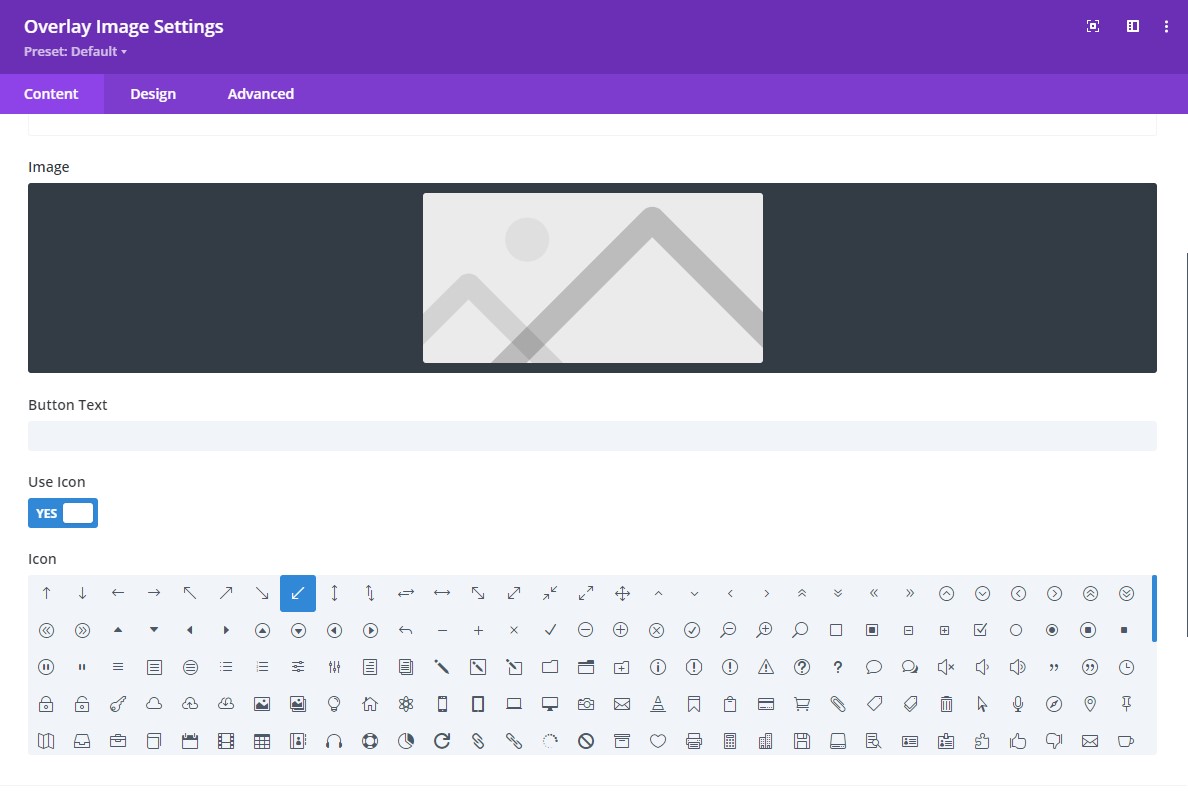 Overlay Image Settings
Preset: Default
Content
Design
Advanced
Image
Button Text
Use Icon
YES
Icon